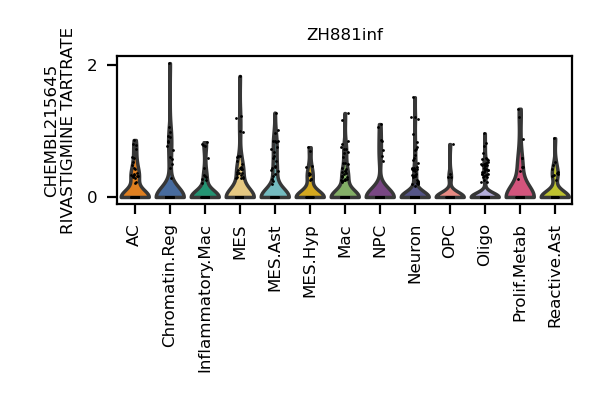 ZH881inf
CHEMBL215645
RIVASTIGMINE TARTRATE
2
0
AC
Chromatin.Reg
Inflammatory.Mac
MES
MES.Ast
MES.Hyp
Mac
NPC
Neuron
OPC
Oligo
Prolif.Metab
Reactive.Ast